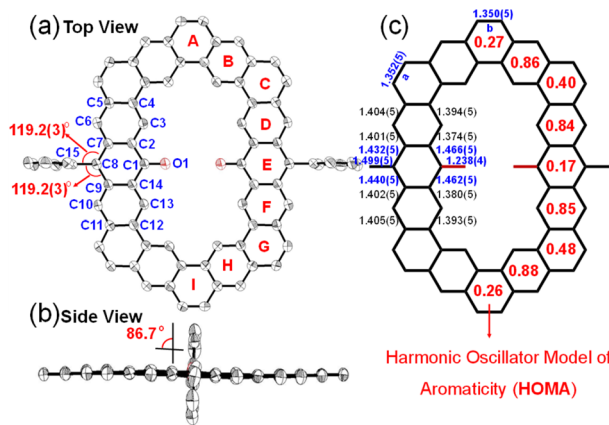 (a) Top View
A
B
C
D
E
F
G
H
I
C5
C4
C6
C3
119.2(3)°
C7
C2
C15
C8
C1
O1
119.2(3)°
C9
C14
C10
C13
C11
C12
(b) Side View
86.7°
(c)
1.350(5)
b
0.27
0.86
1.352(5)
a
0.40
1.404(5)
1.394(5)
0.84
1.401(5)
1.374(5)
1.432(5)
1.466(5)
1.499(5)
1.238(4)
0.17
1.440(5)
1.462(5)
1.402(5)
1.380(5)
0.85
1.405(5)
1.393(5)
0.48
0.88
0.26
Harmonic Oscillator Model of
Aromaticity (HOMA)